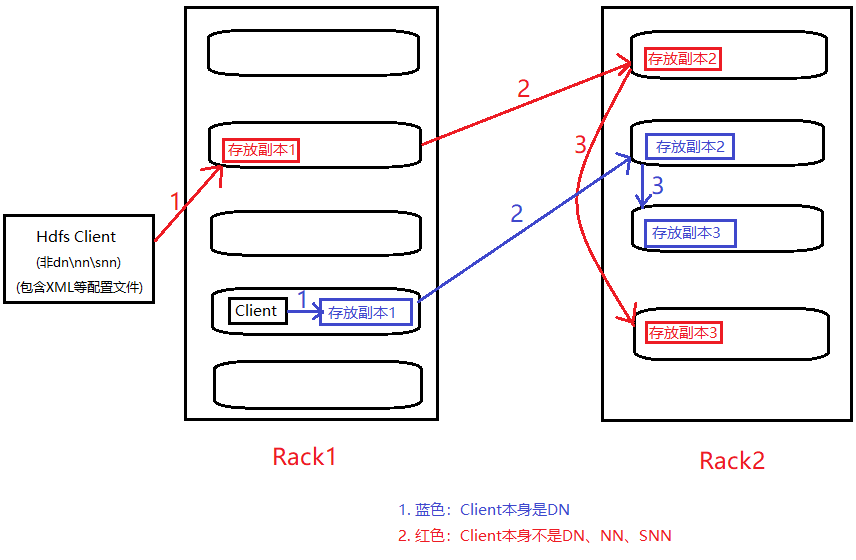 存放副本2
2
存放副本1
3
存放副本2
1
3
2
存放副本3
Hdfs Client
(非dn\nn\snn)
(包含XML等配置文件)
Client
1
存放副本1
存放副本3
Rack1
Rack2
1. 蓝色：Client本身是DN
2. 红色：Client本身不是DN、NN、SNN